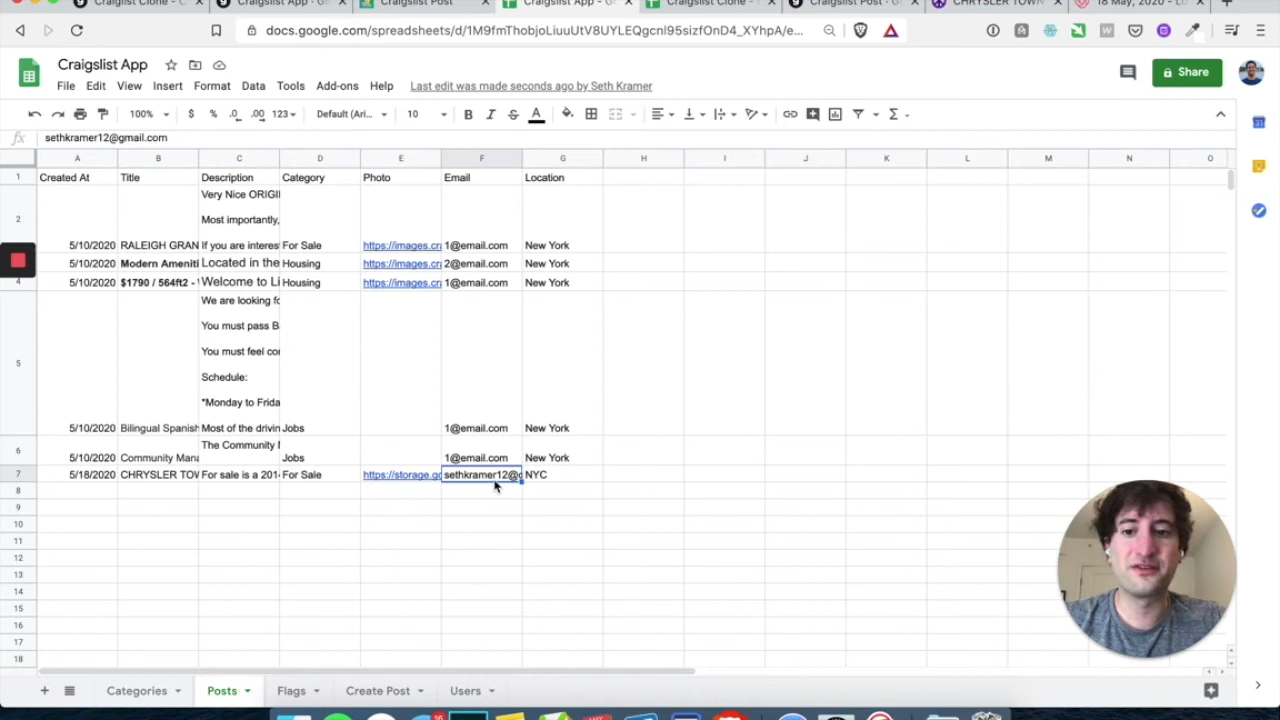 Craigslist Clone - C
Craigslist App - Ge
Craigslist Post
Craigslist App - Ge
Craigslist Clone - C
Craigslist Post - G
CHRYSLER TOWN
18 May, 2020 - Lo
docs.google.com/spreadsheets/d/1M9fmThobjoLiuuUtV8UYLEQgcnl95sizfOnD4_XYhpA/e...
Craigslist App
Share
File Edit View Insert Format Data Tools Add-ons Help Last edit was made seconds ago by Seth Kramer
100% $ % .0 .00 123 Default (Ari... 10 B I S A Σ
fx sethkramer12@gmail.com
A B C D E F G H I J K L M N O
1 Created At Title Description Category Photo Email Location
Very Nice ORIGI
2 Most importantly,
5/10/2020 RALEIGH GRAN If you are interes For Sale https://images.cr 1@email.com New York
5/10/2020 Modern Ameniti Located in the Housing https://images.cr 2@email.com New York
4 5/10/2020 $1790 / 564ft2 - Welcome to Li Housing https://images.cr 1@email.com New York
We are looking fo
You must pass B
5 You must feel cor
Schedule:
*Monday to Frida
5/10/2020 Bilingual Spanish Most of the drivin Jobs 1@email.com New York
The Community M
6 5/10/2020 Community Mana Jobs 1@email.com New York
7 5/18/2020 CHRYSLER TOW For sale is a 201 For Sale https://storage.go sethkramer12@g NYC
8
9
10
11
12
13
14
15
16
17
18
Categories Posts Flags Create Post Users